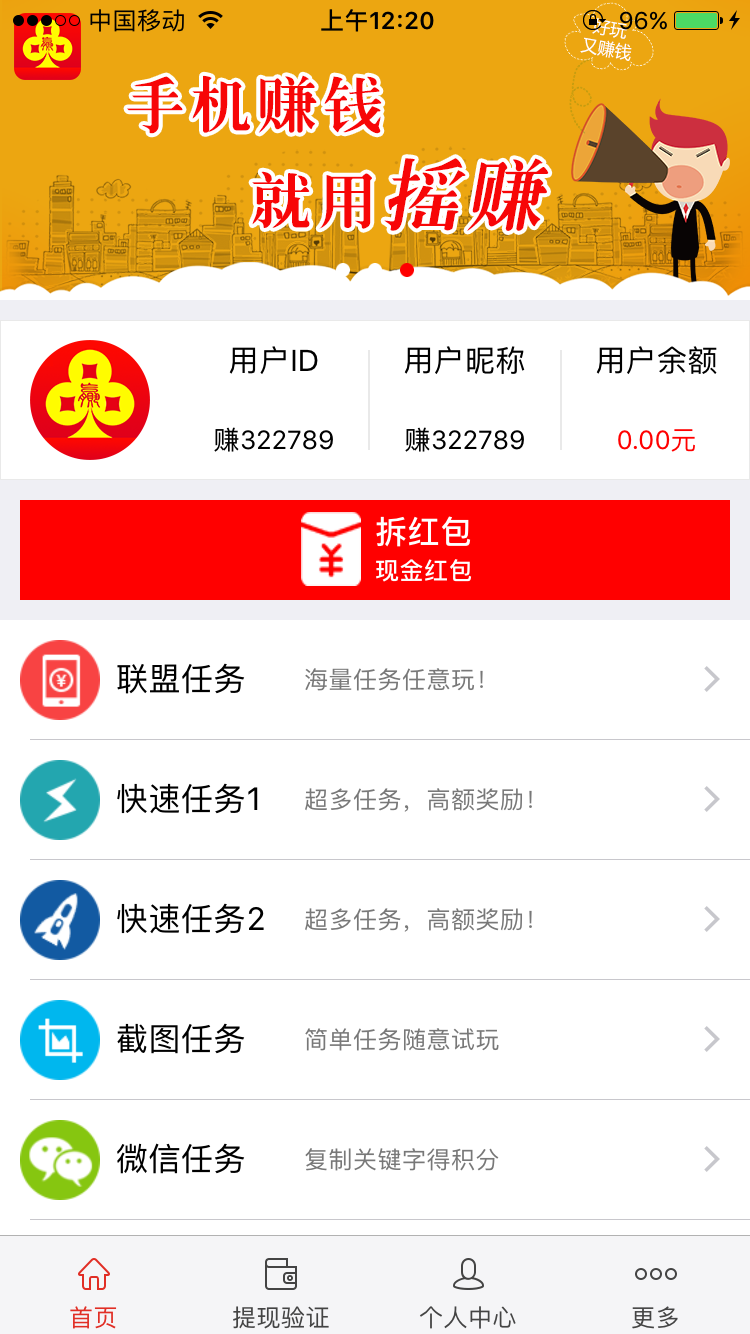 中国移动 上午12:20 96%
好玩
又赚钱
赢
手机赚钱
就用摇赚
赢
用户ID 用户昵称 用户余额
赚322789 赚322789 0.00元
拆红包
现金红包
联盟任务 海量任务任意玩!
快速任务1 超多任务，高额奖励!
快速任务2 超多任务，高额奖励!
截图任务 简单任务随意试玩
微信任务 复制关键字得积分
首页 提现验证 个人中心 更多